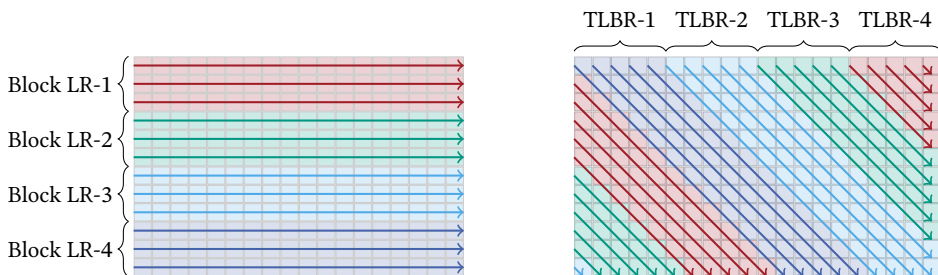 TLBR-1 TLBR-2 TLBR-3 TLBR-4
Block LR-1
Block LR-2
Block LR-3
Block LR-4